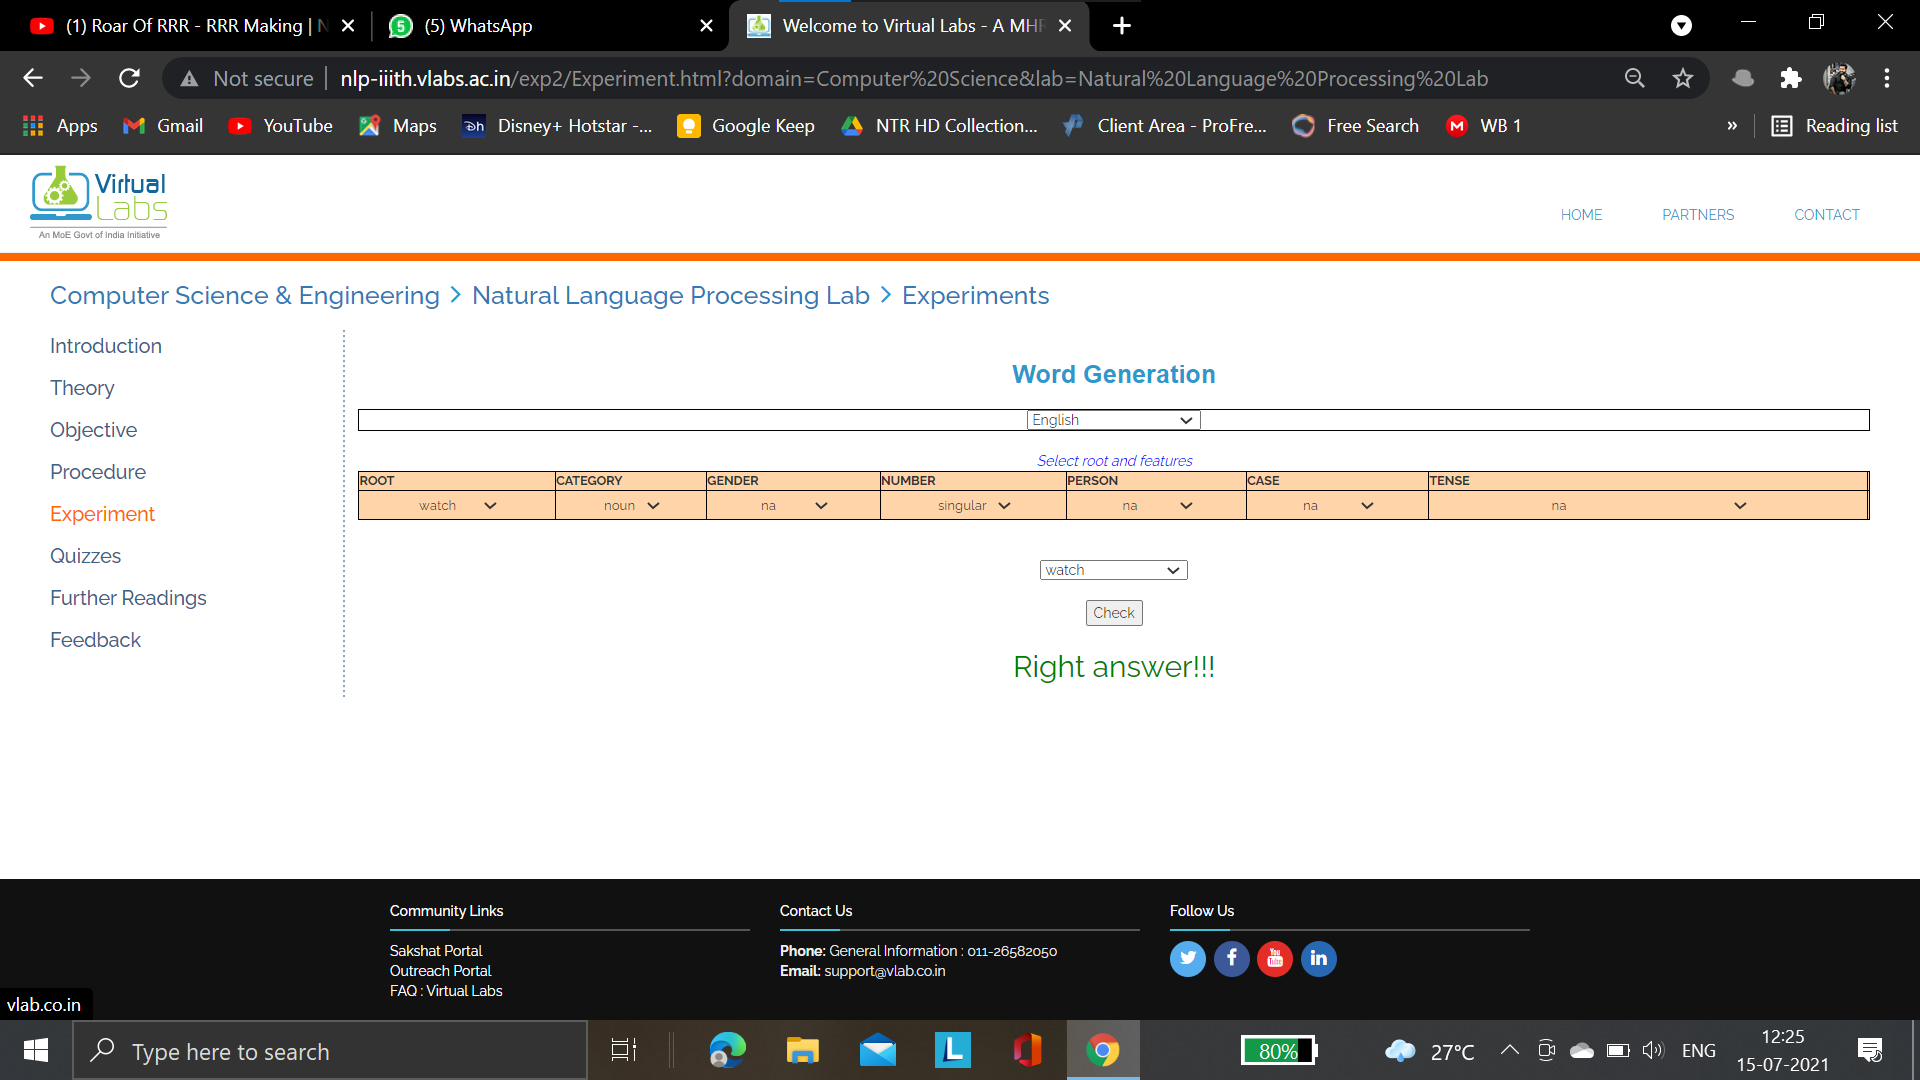 (1) Roar Of RRR - RRR Making | N
(5) WhatsApp
Welcome to Virtual Labs - A MHR
Not secure
nlp-iiith.vlabs.ac.in/exp2/Experiment.html?domain=Computer%20Science&lab=Natural%20Language%20Processing%20Lab
Apps
Gmail
YouTube
Maps
Disney+ Hotstar -...
Google Keep
NTR HD Collection...
Client Area - ProFre...
Free Search
WB 1
»
Reading list
Virtual
Labs
An MoE Govt of India Initiative
HOME
PARTNERS
CONTACT
Computer Science & Engineering > Natural Language Processing Lab > Experiments
Introduction
Theory
Objective
Procedure
Experiment
Quizzes
Further Readings
Feedback
Word Generation
English
Select root and features
ROOT CATEGORY GENDER NUMBER PERSON CASE TENSE
watch noun na singular na na na
watch
Check
Right answer!!!
Community Links
Sakshat Portal
Outreach Portal
FAQ : Virtual Labs
Contact Us
Phone: General Information : 011-26582050
Email: support@vlab.co.in
Follow Us
You
Tube
vlab.co.in
Type here to search
80%
27°C
ENG
12:25
15-07-2021